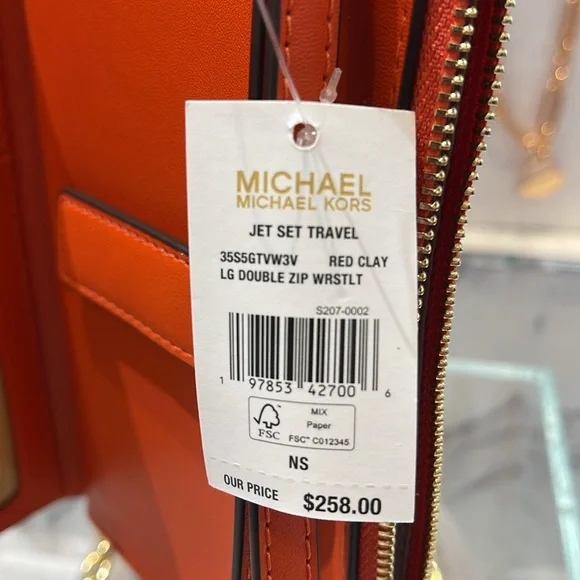 MICHAEL
MICHAEL KORS
JET SET TRAVEL
35S5GTVW3V RED CLAY
LG DOUBLE ZIP WRSTLT
S207-0002
1 97853 42700 6
FSC
MIX
Paper
FSC™ C012345
NS
OUR PRICE $258.00